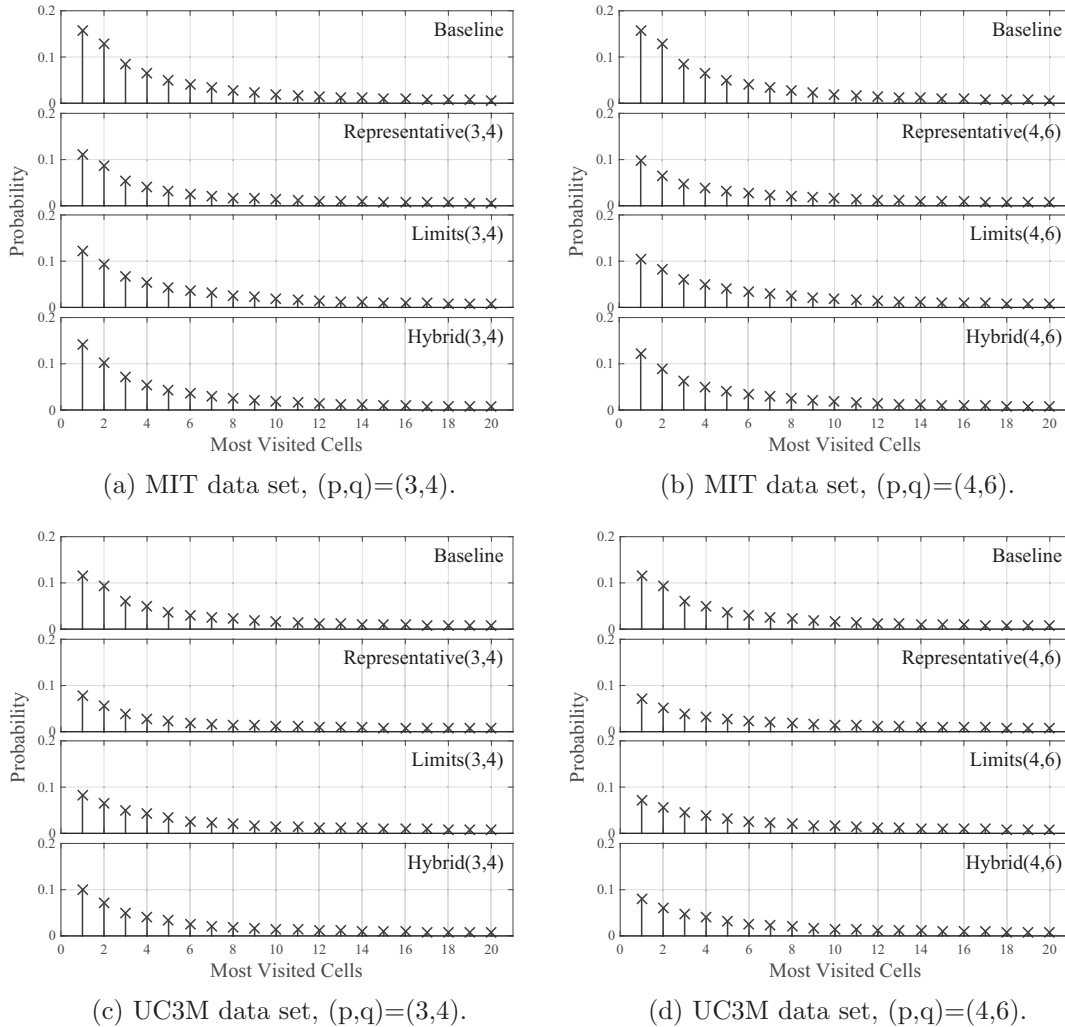 0.2
Baseline
0.1
0
0.2
Representative(3,4)
0.1
0
0.2
Limits(3,4)
0.1
0
0.2
Hybrid(3,4)
0.1
0
0 2 4 6 8 10 12 14 16 18 20
Probability
Most Visited Cells
(a) MIT data set, (p,q)=(3,4).
0.2
Baseline
0.1
0
0.2
Representative(4,6)
0.1
0
0.2
Limits(4,6)
0.1
0
0.2
Hybrid(4,6)
0.1
0
0 2 4 6 8 10 12 14 16 18 20
Probability
Most Visited Cells
(b) MIT data set, (p,q)=(4,6).
0.2
Baseline
0.1
0
0.2
Representative(3,4)
0.1
0
0.2
Limits(3,4)
0.1
0
0.2
Hybrid(3,4)
0.1
0
0 2 4 6 8 10 12 14 16 18 20
Probability
Most Visited Cells
(c) UC3M data set, (p,q)=(3,4).
0.2
Baseline
0.1
0
0.2
Representative(4,6)
0.1
0
0.2
Limits(4,6)
0.1
0
0.2
Hybrid(4,6)
0.1
0
0 2 4 6 8 10 12 14 16 18 20
Probability
Most Visited Cells
(d) UC3M data set, (p,q)=(4,6).